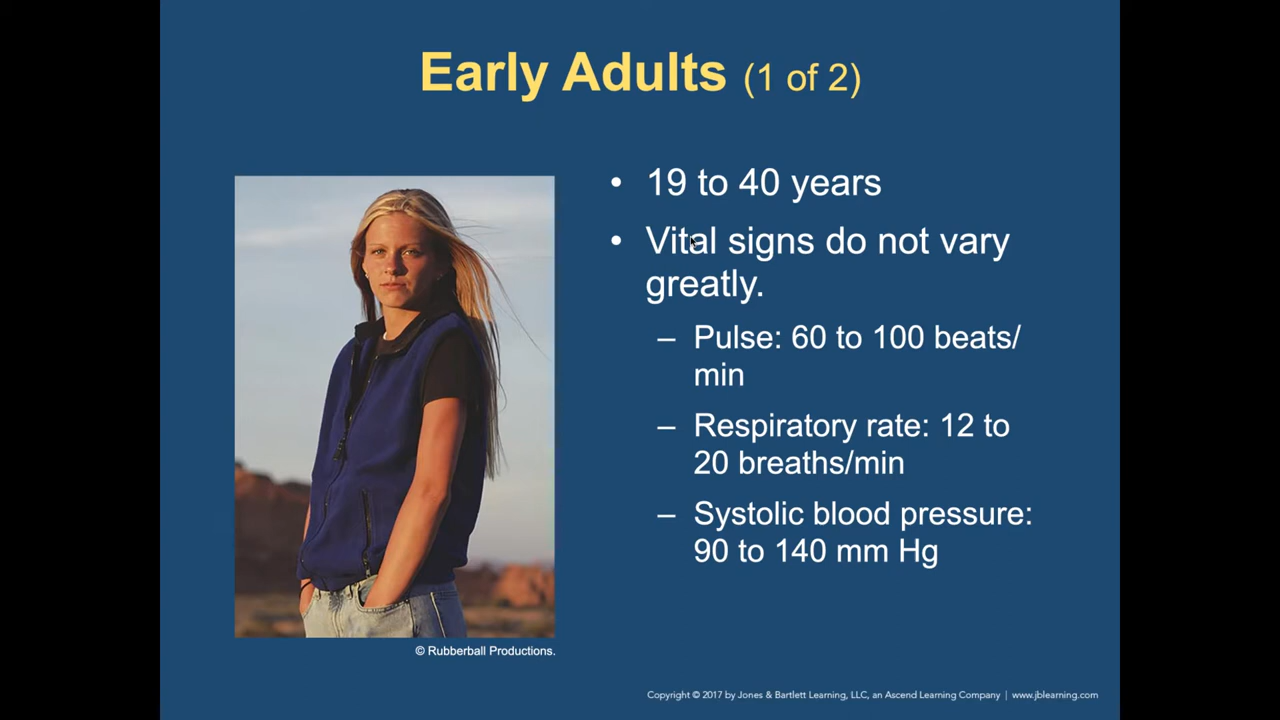 Early Adults (1 of 2)
• 19 to 40 years
• Vital signs do not vary
greatly.
– Pulse: 60 to 100 beats/
min
– Respiratory rate: 12 to
20 breaths/min
– Systolic blood pressure:
90 to 140 mm Hg
© Rubberball Productions.
Copyright © 2017 by Jones & Bartlett Learning, LLC, an Ascend Learning Company | www.jblearning.com